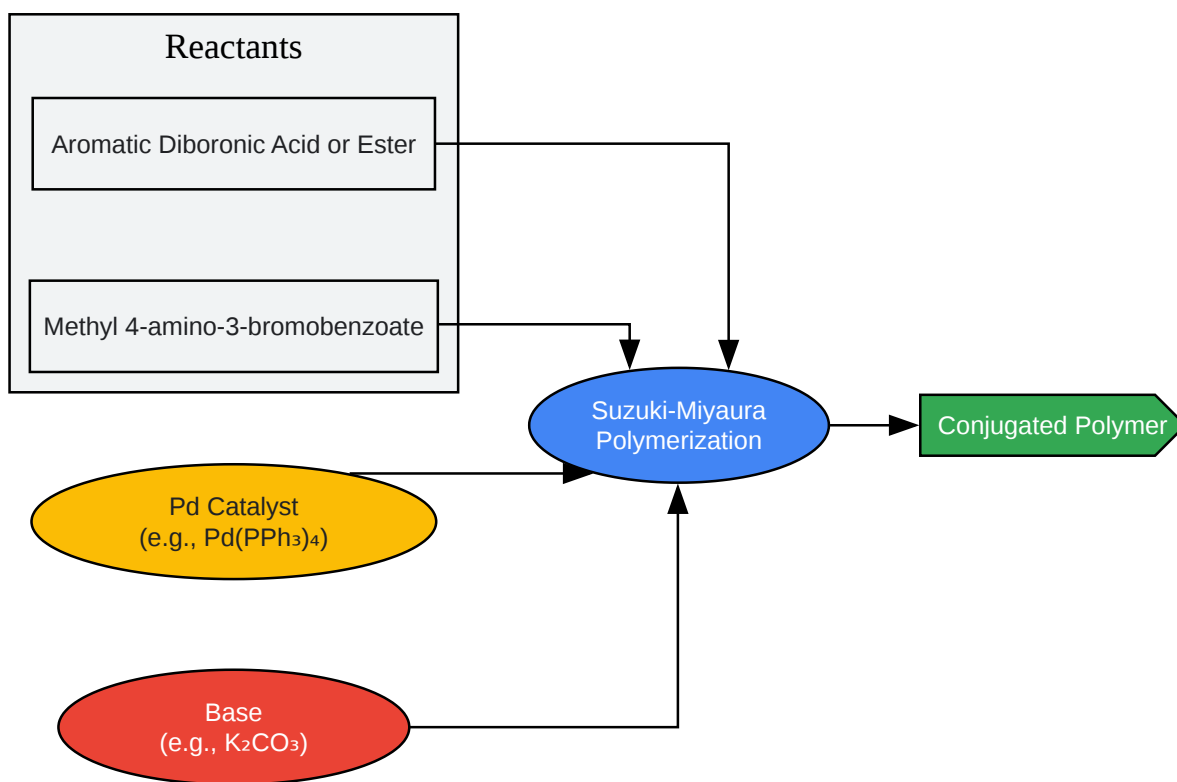 Reactants
Aromatic Diboronic Acid or Ester
Methyl 4-amino-3-bromobenzoate
Suzuki-Miyaura
Polymerization
Conjugated Polymer
Pd Catalyst
(e.g., Pd(PPh₃)₄)
Base
(e.g., K₂CO₃)